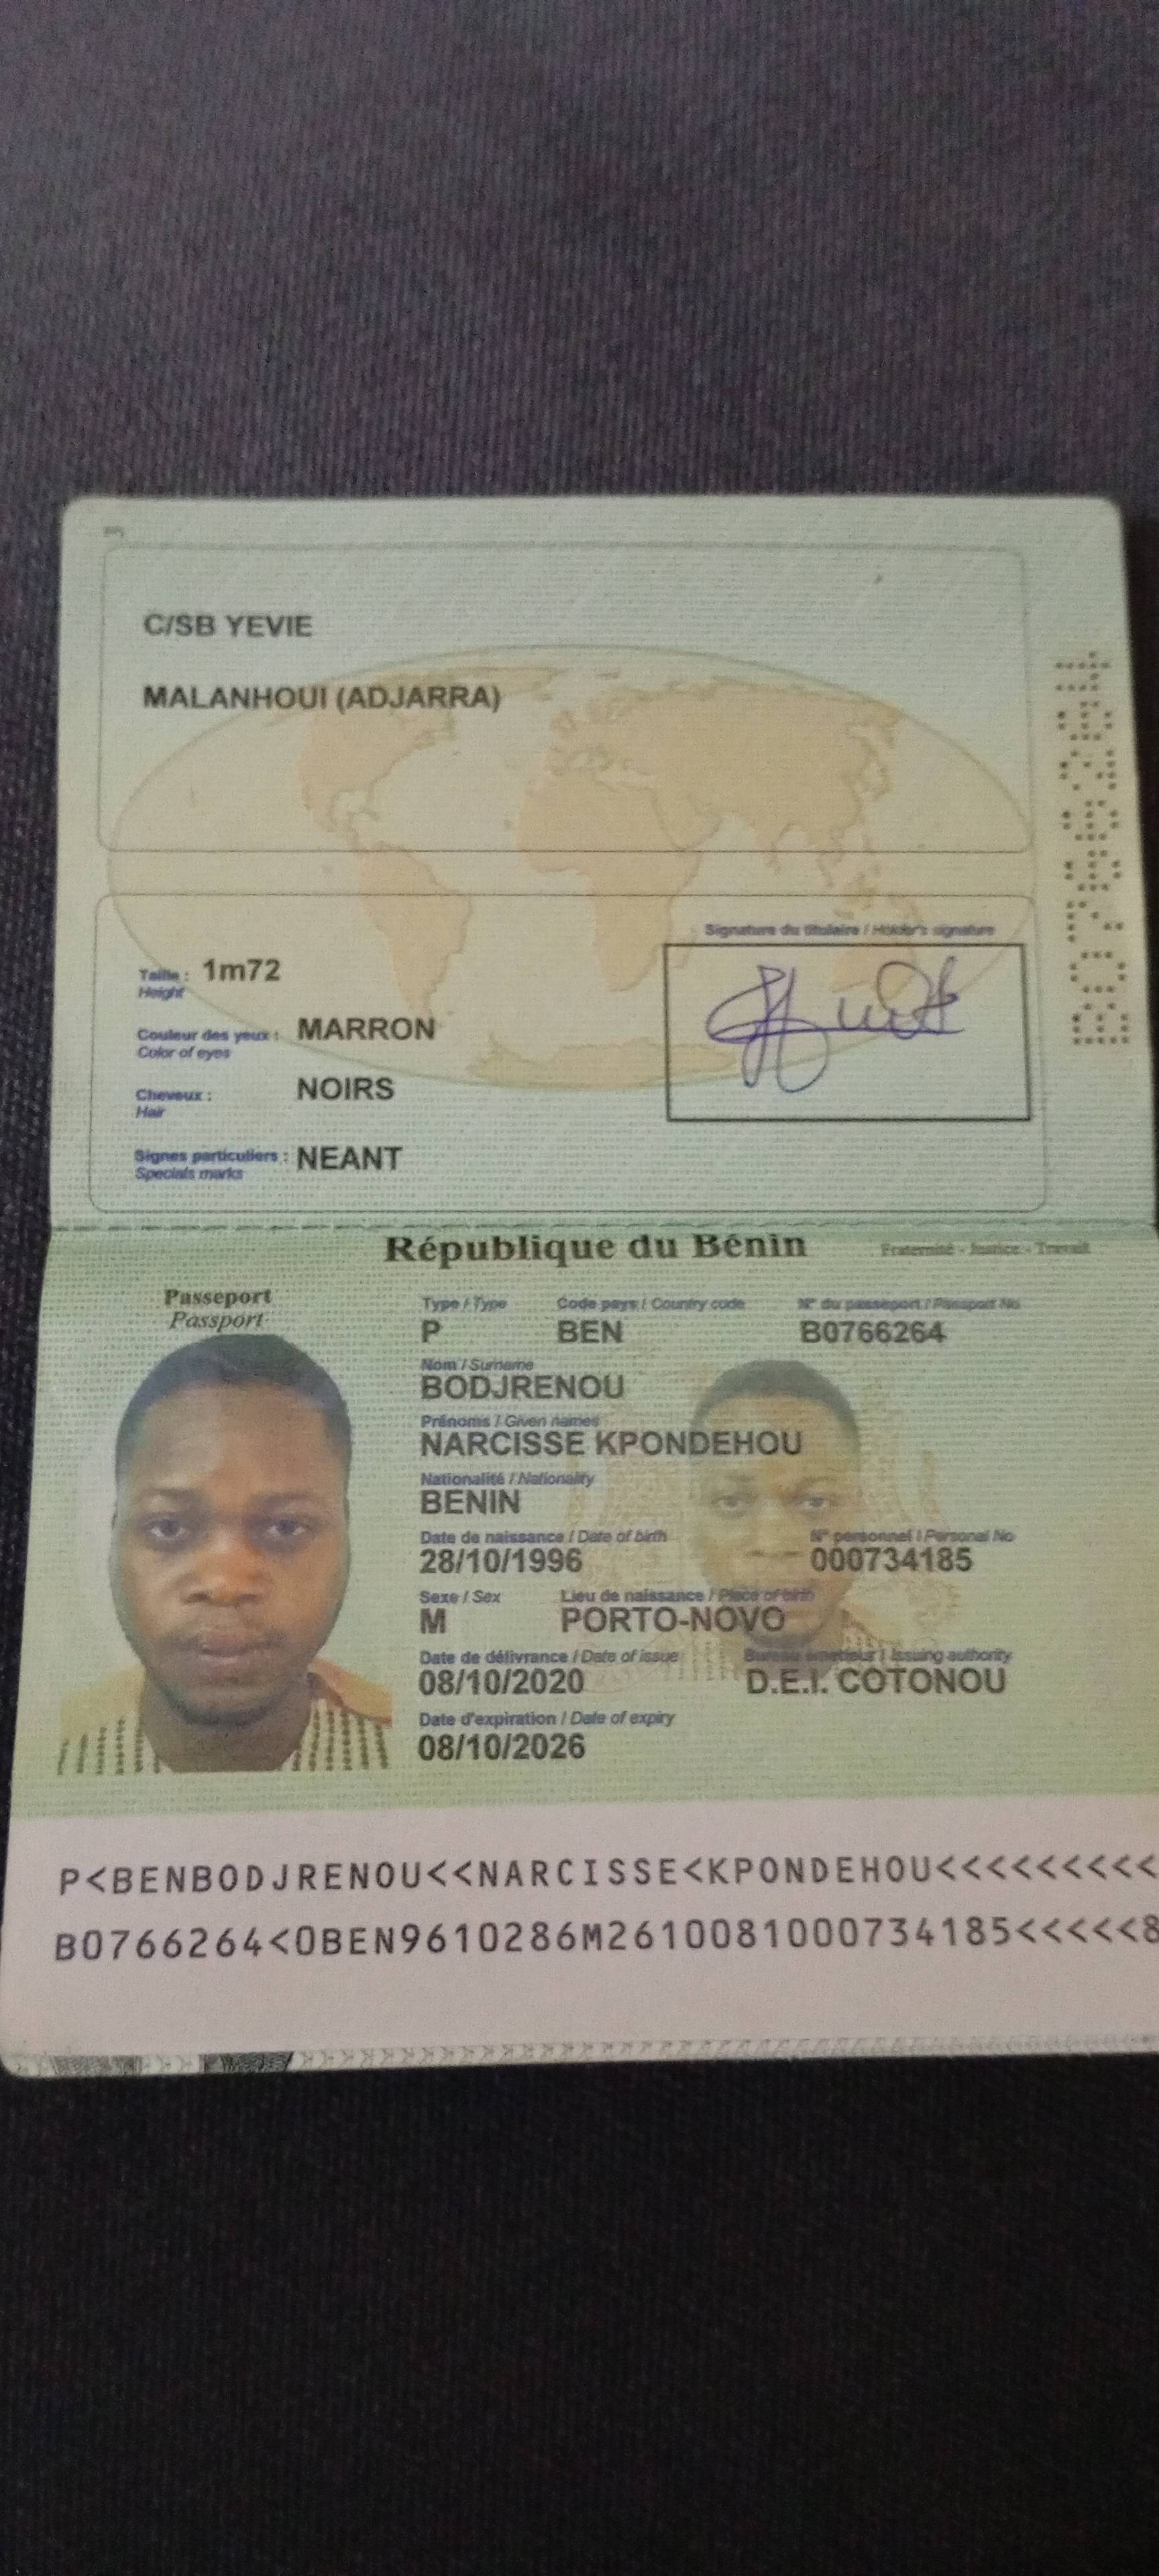 C/SB YEVIE
MALANHOUI (ADJARRA)
Signature du titulaire / Holder's signature
Taille : 1m72
Height
Couleur des yeux : MARRON
Color of eyes
Cheveux : NOIRS
Hair
Signes particuliers : NEANT
Specials marks
République du Bénin
Fraternité - Justice - Travail
Passeport
Passport
Type / Type Code pays / Country code N° du passeport / Passport No
P BEN B0766264
Nom / Surname
BODJRENOU
Prénoms / Given names
NARCISSE KPONDEHOU
Nationalité / Nationality
BENIN
Date de naissance / Date of birth N° personnel / Personal No
28/10/1996 000734185
Sexe / Sex Lieu de naissance / Place of birth
M PORTO-NOVO
Date de délivrance / Date of issue / Issuing authority
08/10/2020 D.E.I. COTONOU
Date d'expiration / Date of expiry
08/10/2026
P<BENBODJRENOU<<NARCISSE<KPONDEHOU<<<<<<<<<
B0766264<0BEN9610286M2610081000734185<<<<<8